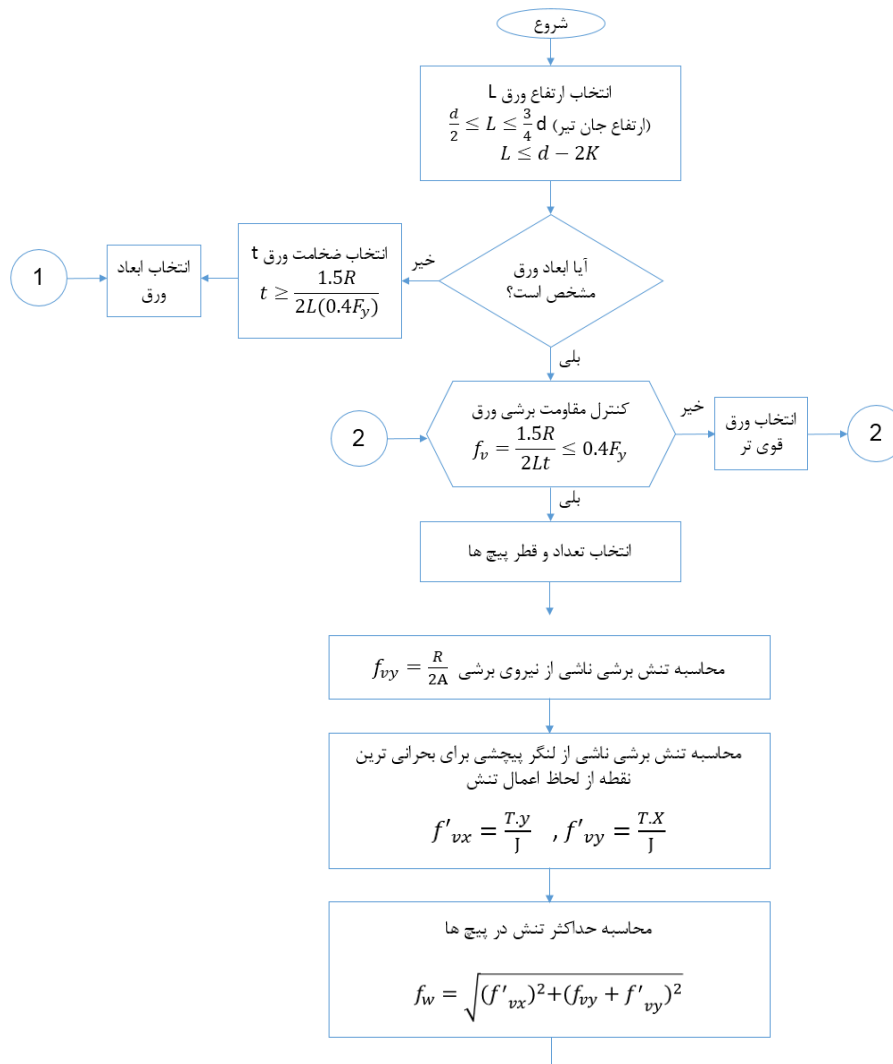 شروع
انتخاب ارتفاع ورق L
d/2 ≤ L ≤ 3/4 d (ارتفاع جان تیر)
L ≤ d − 2K
آیا ابعاد ورق
مشخص است؟
خیر
انتخاب ضخامت ورق t
t ≥ 1.5R / 2L(0.4F_y)
انتخاب ابعاد
ورق
1
بلی
2
کنترل مقاومت برشی ورق
f_v = 1.5R / 2Lt ≤ 0.4F_y
خیر
انتخاب ورق
قوی تر
2
بلی
انتخاب تعداد و قطر پیچ ها
محاسبه تنش برشی ناشی از نیروی برشی f_vy = R/2A
محاسبه تنش برشی ناشی از لنگر پیچشی برای بحرانی ترین
نقطه از لحاظ اعمال تنش
f'_vx = T.y/J , f'_vy = T.X/J
محاسبه حداکثر تنش در پیچ ها
f_w = √((f'_vx)²+(f_vy + f'_vy)²)